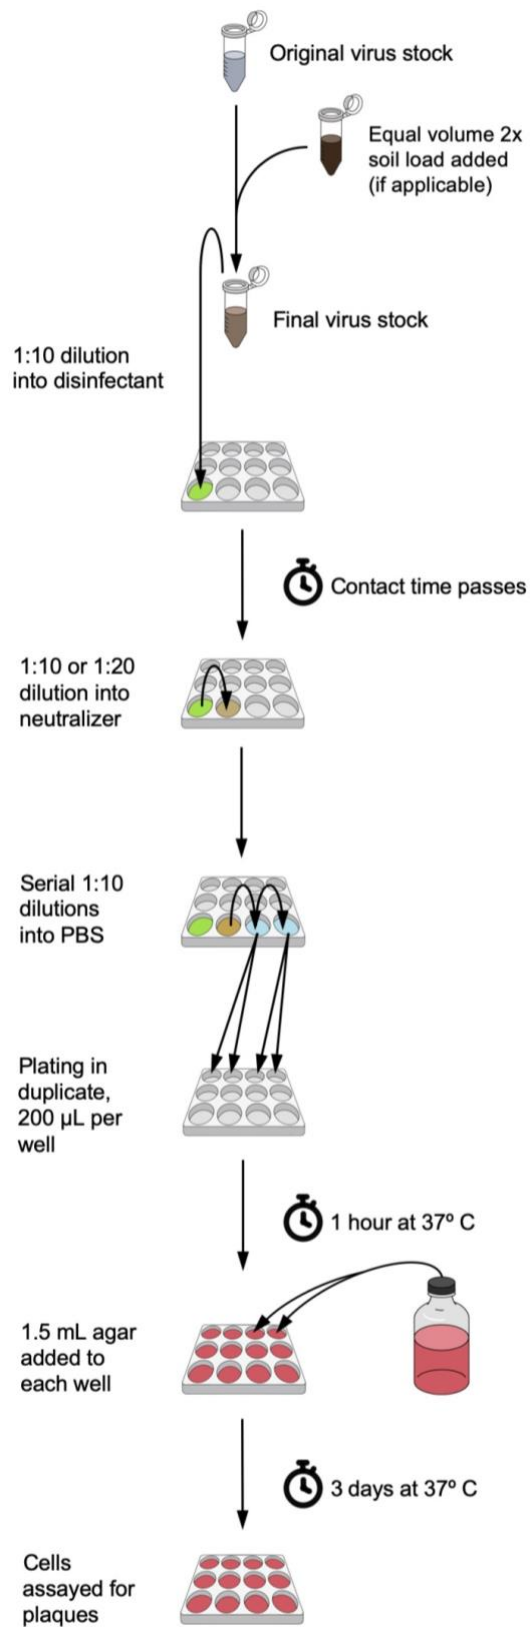 Original virus stock
Equal volume 2x
soil load added
(if applicable)
Final virus stock
1:10 dilution
into disinfectant
Contact time passes
1:10 or 1:20
dilution into
neutralizer
Serial 1:10
dilutions
into PBS
Plating in
duplicate,
200 µL per
well
1 hour at 37º C
1.5 mL agar
added to
each well
3 days at 37º C
Cells
assayed for
plaques